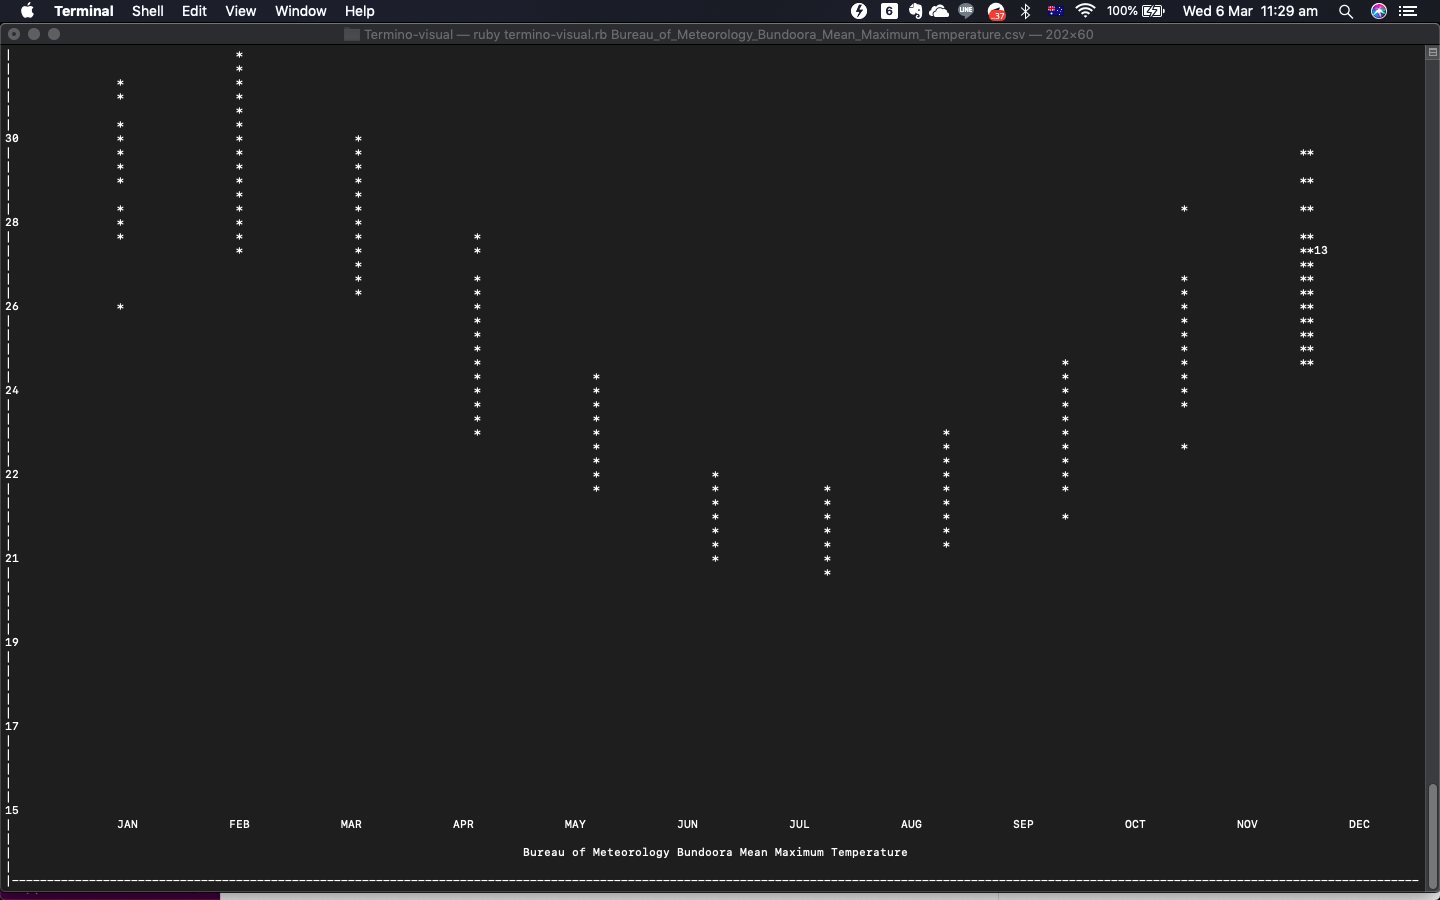 Terminal Shell Edit View Window Help 6 LINE 37 100% Wed 6 Mar 11:29 am
Termino-visual — ruby termino-visual.rb Bureau_of_Meteorology_Bundoora_Mean_Maximum_Temperature.csv — 202×60
30
28
13
26
24
22
21
19
17
15
JAN FEB MAR APR MAY JUN JUL AUG SEP OCT NOV DEC
Bureau of Meteorology Bundoora Mean Maximum Temperature